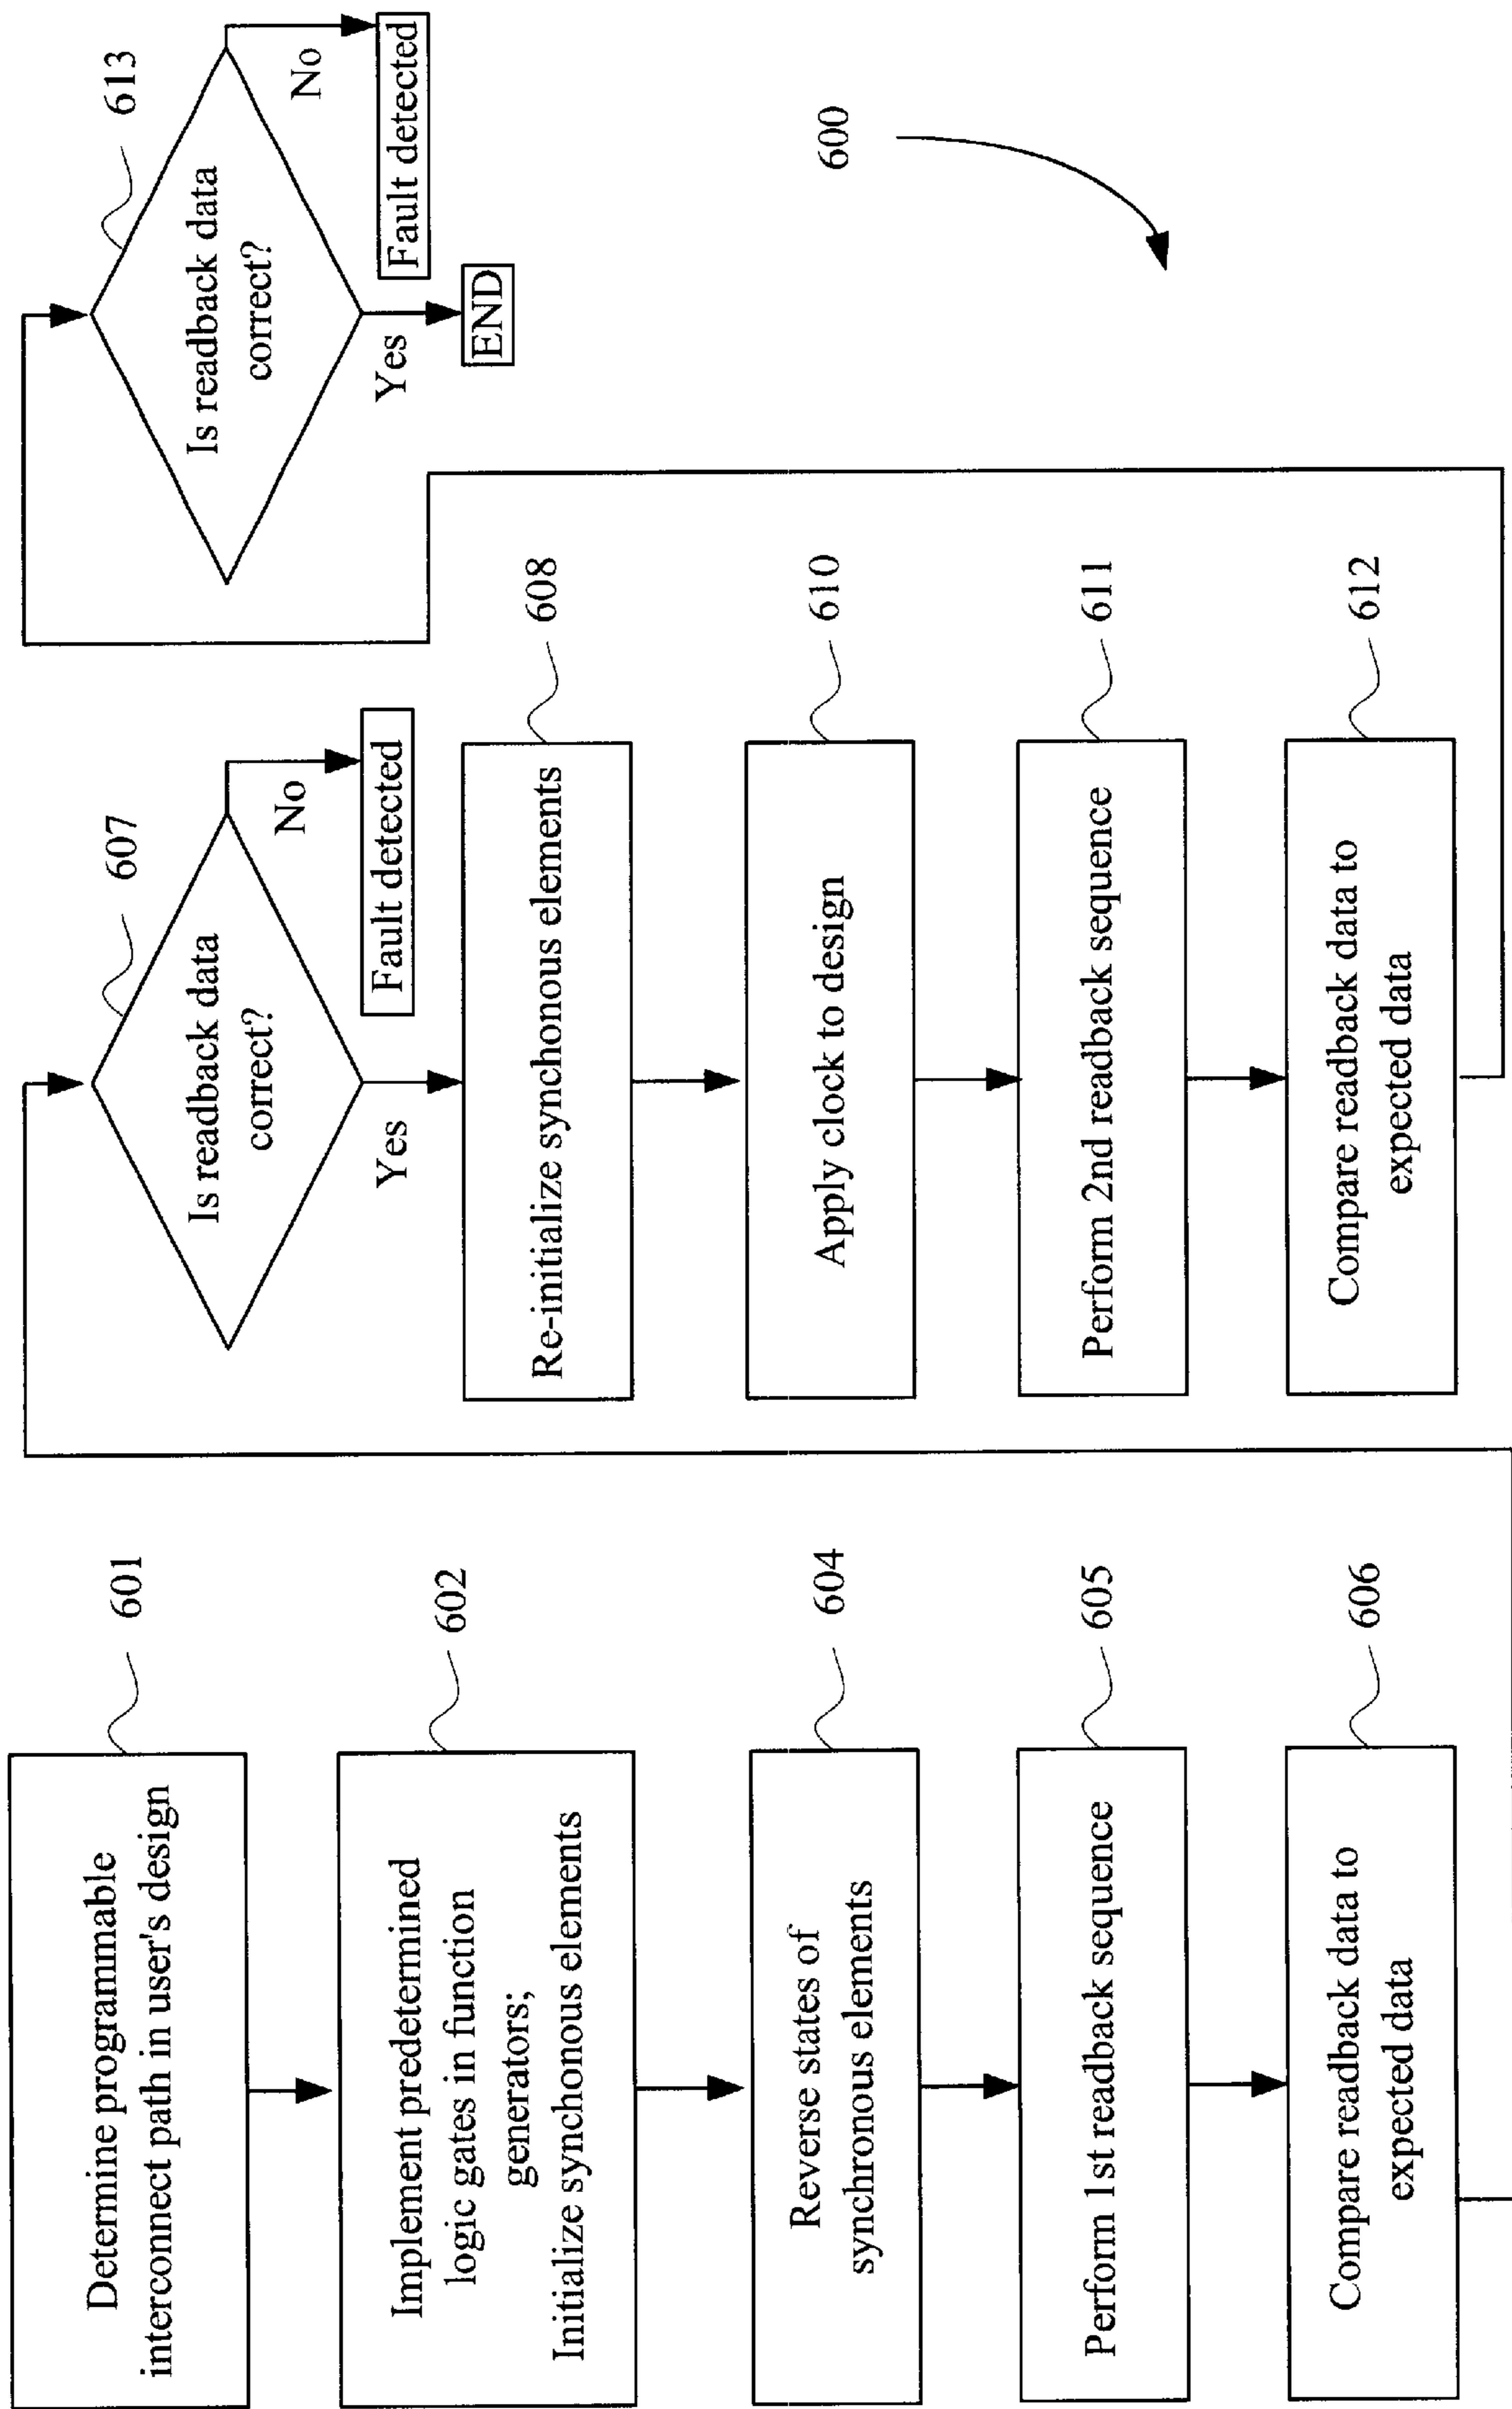 601
Determine programmable
interconnect path in user's design
602
Implement predetermined
logic gates in function
generators;
Initialize synchonous elements
604
Reverse states of
synchronous elements
605
Perform 1st readback sequence
606
Compare readback data to
expected data
607
Is readback data
correct?
No
Fault detected
Yes
608
Re-initialize synchonous elements
610
Apply clock to design
611
Perform 2nd readback sequence
612
Compare readback data to
expected data
613
Is readback data
correct?
No
Fault detected
Yes
END
600